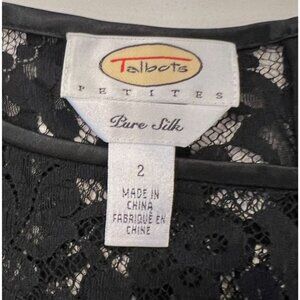 Talbots
PETITES
Pure Silk
2
MADE IN
CHINA
FABRIQUÉ EN
CHINE